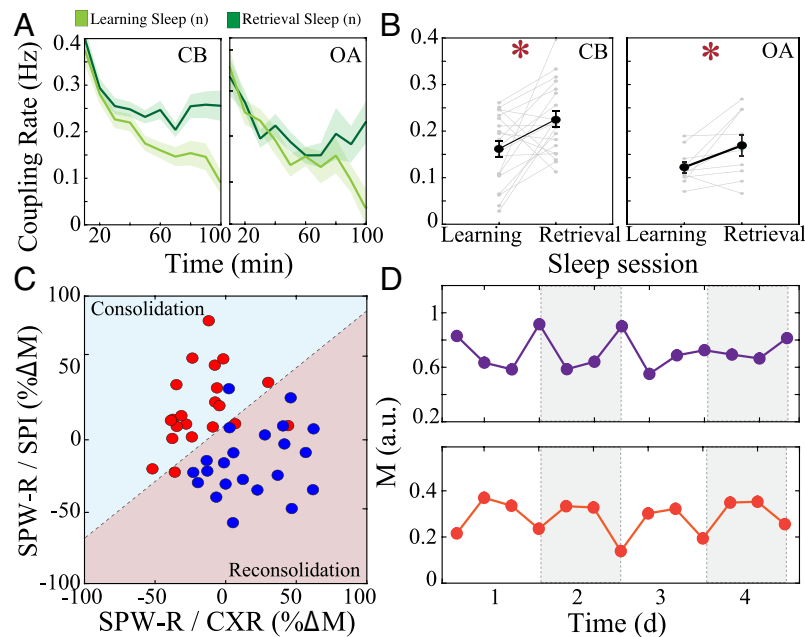 A
Learning Sleep (n)
Retrieval Sleep (n)
B
CB
OA
Coupling Rate (Hz)
0.4
0.3
0.2
0.1
0
20
60
100
20
60
100
Time (min)
*
CB
*
OA
0.4
0.3
0.2
0.1
0
Learning
Retrieval
Learning
Retrieval
Sleep session
C
Consolidation
Reconsolidation
SPW-R / SPI (%ΔM)
100
50
0
-50
-100
-100
-50
0
50
100
SPW-R / CXR (%ΔM)
D
M (a.u.)
1
0.6
0.2
0.4
0
1
2
3
4
Time (d)